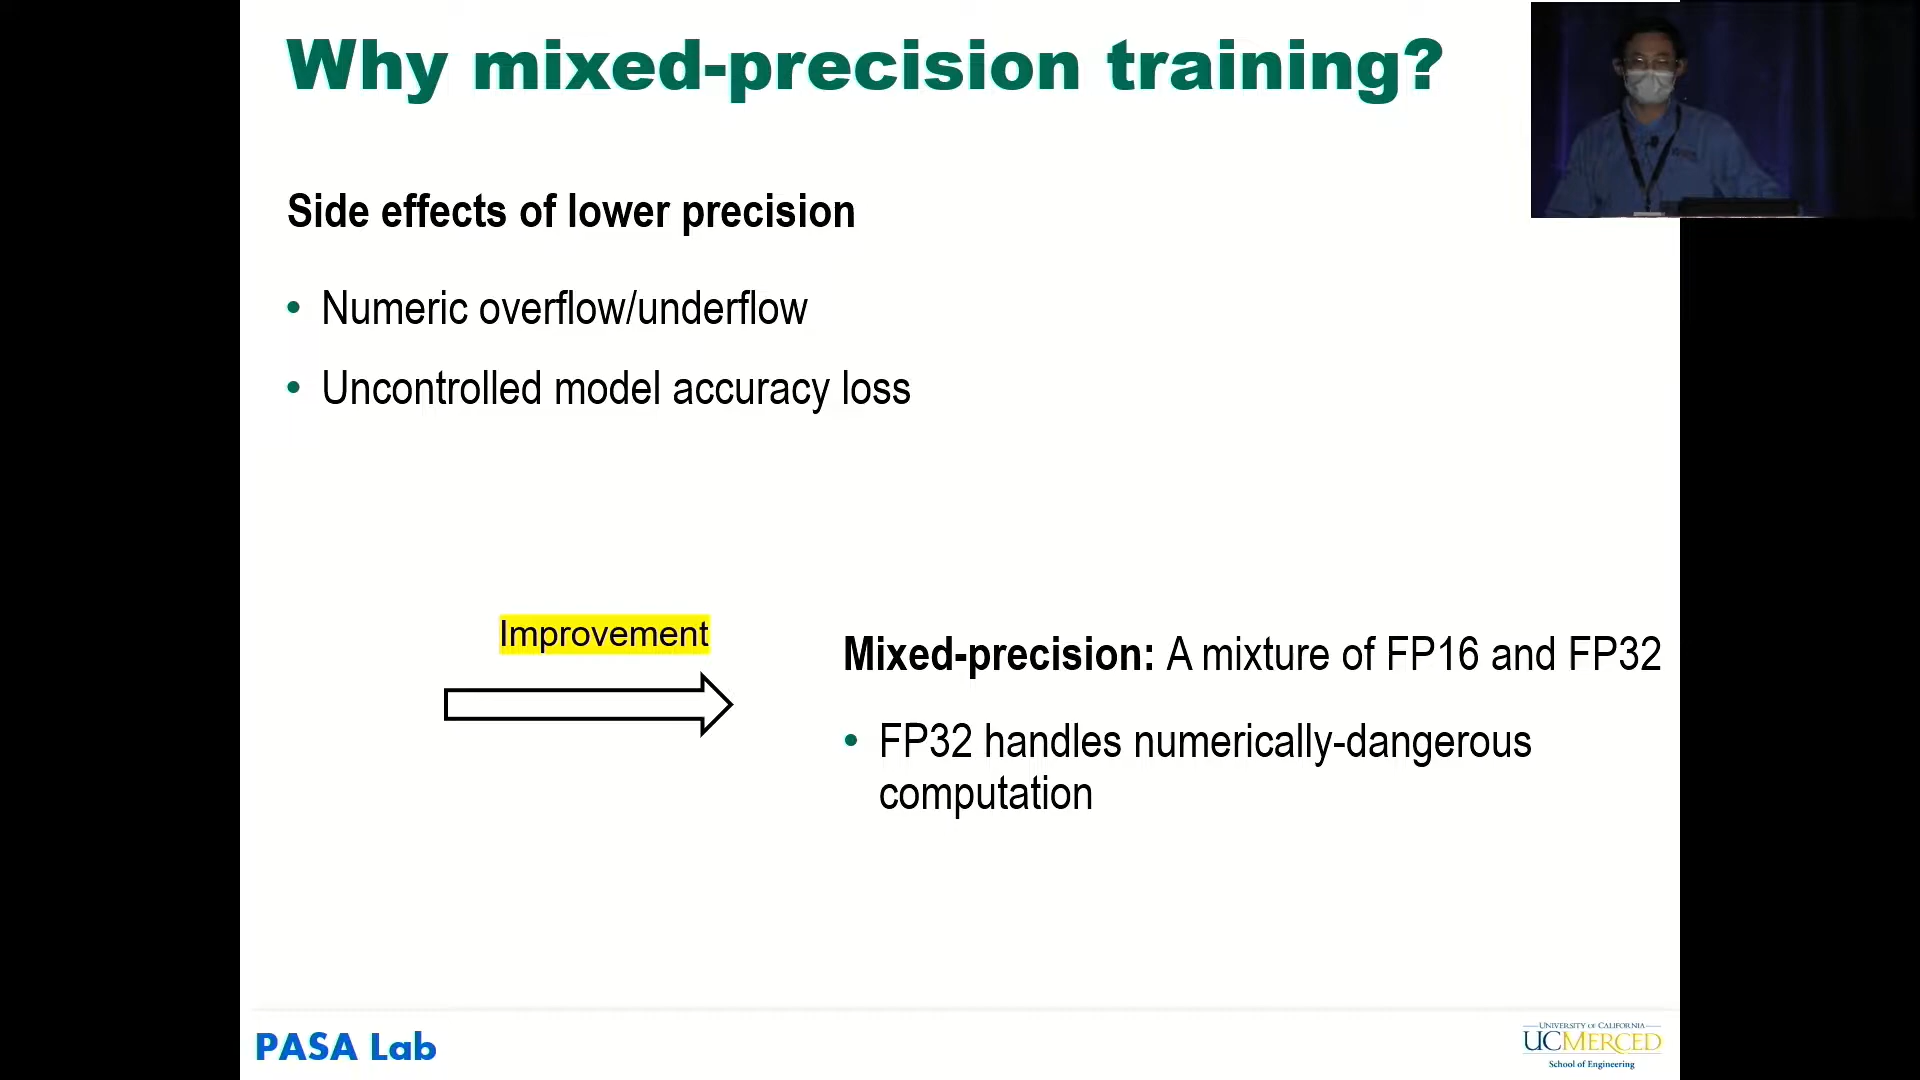 Why mixed-precision training?
Side effects of lower precision
• Numeric overflow/underflow
• Uncontrolled model accuracy loss
Improvement
Mixed-precision: A mixture of FP16 and FP32
• FP32 handles numerically-dangerous
computation
PASA Lab
UNIVERSITY OF CALIFORNIA
UCMERCED
School of Engineering